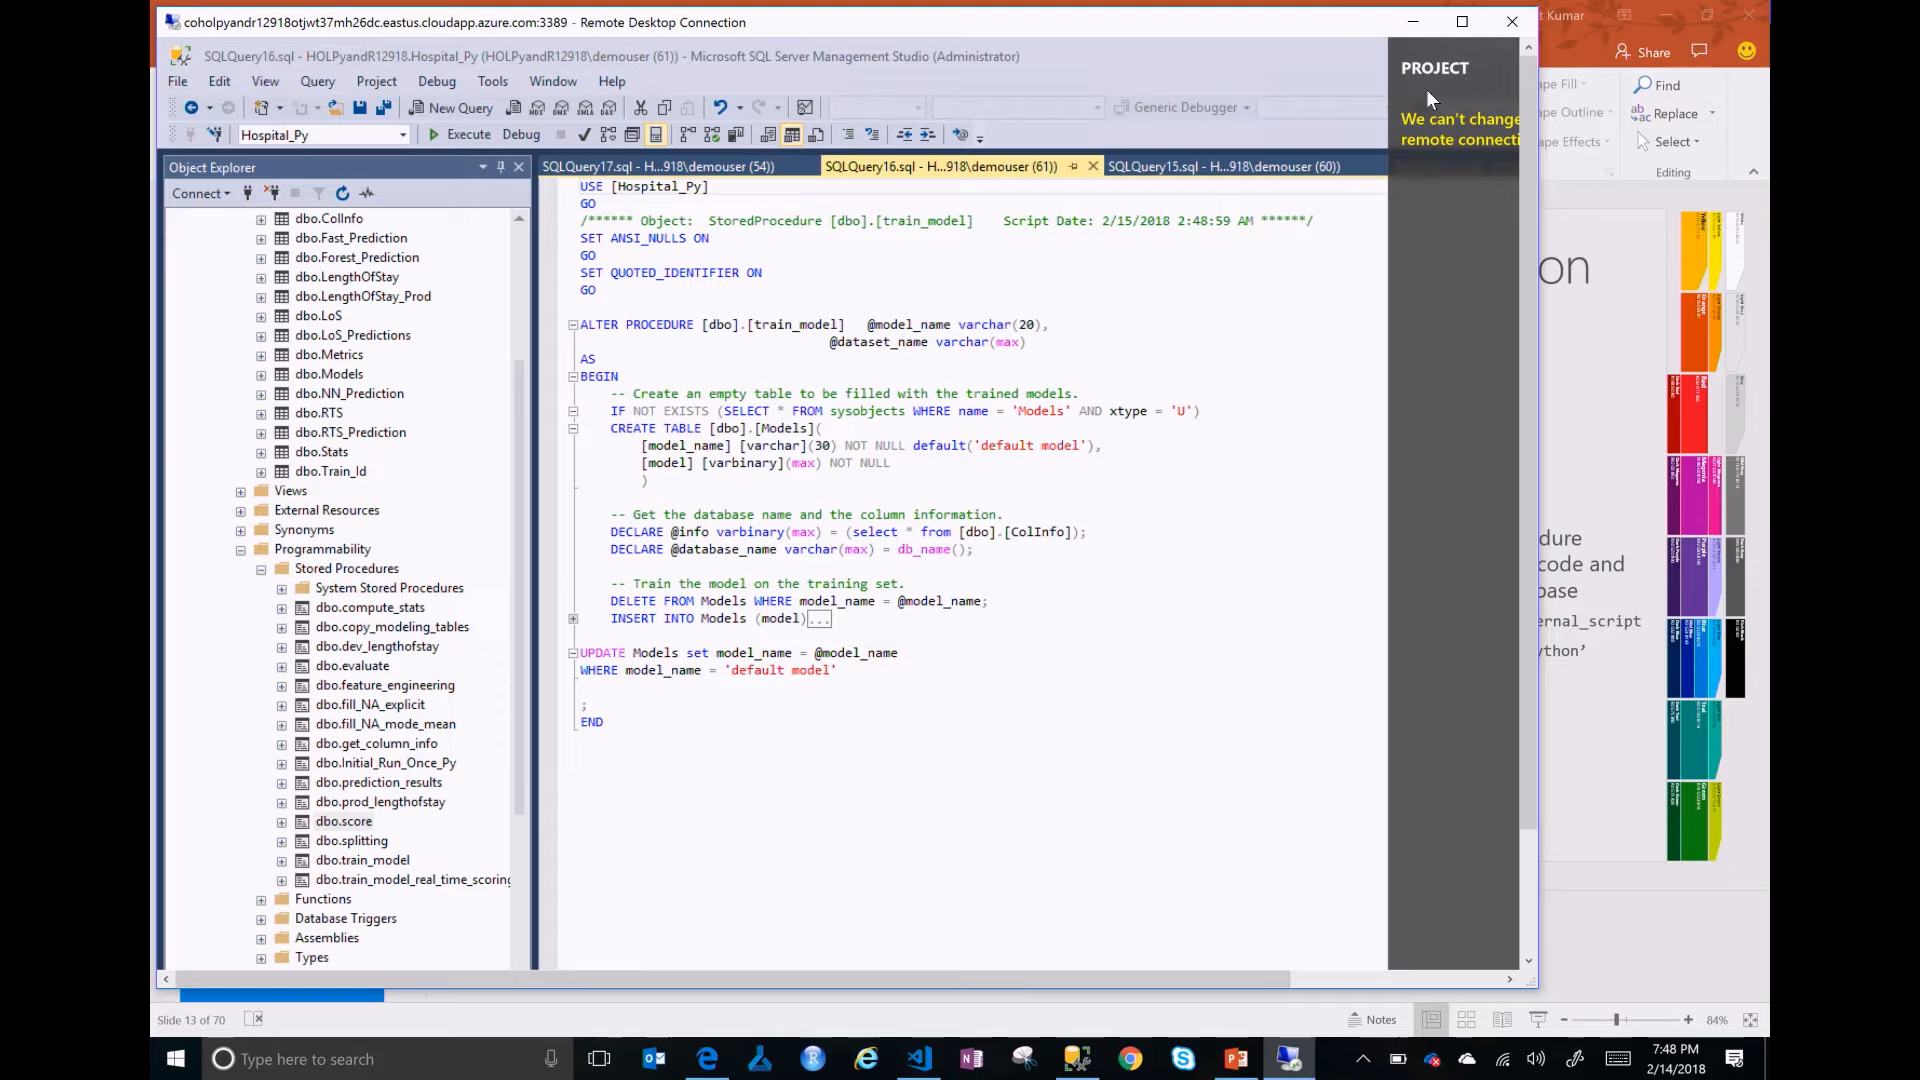 coholpyandr12918otjwt37mh26dc.eastus.cloudapp.azure.com:3389 - Remote Desktop Connection
t Kumar
SQLQuery16.sql - HOLPyandR12918.Hospital_Py (HOLPyandR12918\demouser (61)) - Microsoft SQL Server Management Studio (Administrator)
Share
File Edit View Query Project Debug Tools Window Help
PROJECT
We can't change
remote connecti
New Query
Generic Debugger
Hospital_Py
Execute Debug
ape Fill
ape Outline
ape Effects
Find
Replace
Select
Editing
Object Explorer
Connect
SQLQuery17.sql - H...918\demouser (54))
SQLQuery16.sql - H...918\demouser (61))
SQLQuery15.sql - H...918\demouser (60))
dbo.ColInfo
dbo.Fast_Prediction
dbo.Forest_Prediction
dbo.LengthOfStay
dbo.LengthOfStay_Prod
dbo.LoS
dbo.LoS_Predictions
dbo.Metrics
dbo.Models
dbo.NN_Prediction
dbo.RTS
dbo.RTS_Prediction
dbo.Stats
dbo.Train_Id
Views
External Resources
Synonyms
Programmability
Stored Procedures
System Stored Procedures
dbo.compute_stats
dbo.copy_modeling_tables
dbo.dev_lengthofstay
dbo.evaluate
dbo.feature_engineering
dbo.fill_NA_explicit
dbo.fill_NA_mode_mean
dbo.get_column_info
dbo.Initial_Run_Once_Py
dbo.prediction_results
dbo.prod_lengthofstay
dbo.score
dbo.splitting
dbo.train_model
dbo.train_model_real_time_scoring
Functions
Database Triggers
Assemblies
Types
USE [Hospital_Py]
GO
/****** Object:  StoredProcedure [dbo].[train_model]    Script Date: 2/15/2018 2:48:59 AM ******/
SET ANSI_NULLS ON
GO
SET QUOTED_IDENTIFIER ON
GO
ALTER PROCEDURE [dbo].[train_model]   @model_name varchar(20),
@dataset_name varchar(max)
AS
BEGIN
-- Create an empty table to be filled with the trained models.
IF NOT EXISTS (SELECT * FROM sysobjects WHERE name = 'Models' AND xtype = 'U')
CREATE TABLE [dbo].[Models](
[model_name] [varchar](30) NOT NULL default('default model'),
[model] [varbinary](max) NOT NULL
)
-- Get the database name and the column information.
DECLARE @info varbinary(max) = (select * from [dbo].[ColInfo]);
DECLARE @database_name varchar(max) = db_name();
-- Train the model on the training set.
DELETE FROM Models WHERE model_name = @model_name;
INSERT INTO Models (model)...
UPDATE Models set model_name = @model_name
WHERE model_name = 'default model'
;
END
on
dure
code and
base
ernal_script
ython'
Slide 13 of 70
Notes
84%
Type here to search
7:48 PM
2/14/2018